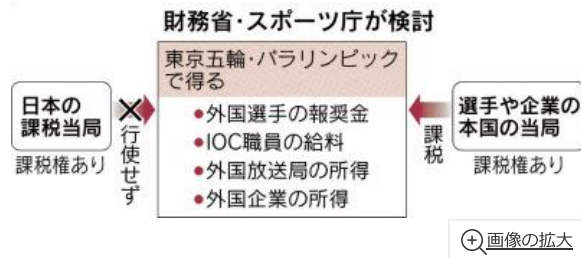 財務省・スポーツ庁が検討
東京五輪・パラリンピック
で得る
日本の
課税当局
課税権あり
行使せず
●外国選手の報奨金
●IOC職員の給料
●外国放送局の所得
●外国企業の所得
課税
選手や企業の
本国の当局
課税権あり
画像の拡大